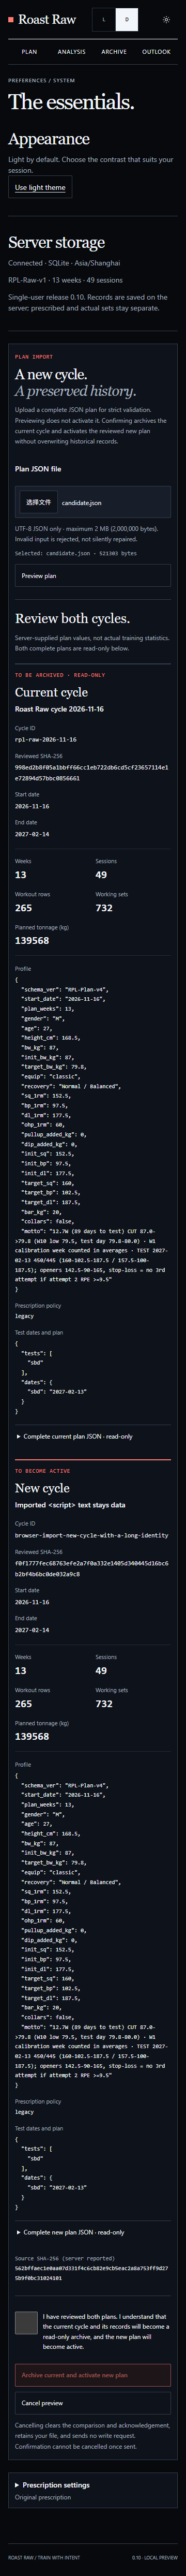 Roast Raw
L
D
PLAN
ANALYSIS
ARCHIVE
OUTLOOK
PREFERENCES / SYSTEM
The essentials.
Appearance
Light by default. Choose the contrast that suits your
session.
Use light theme
Server storage
Connected · SQLite · Asia/Shanghai
RPL-Raw-v1 · 13 weeks · 49 sessions
Single-user release 0.10. Records are saved on the
server; prescribed and actual sets stay separate.
PLAN IMPORT
A new cycle.
A preserved history.
Upload a complete JSON plan for strict validation.
Previewing does not activate it. Confirming archives the
current cycle and activates the reviewed new plan
without overwriting historical records.
Plan JSON file
选择文件 candidate.json
UTF-8 JSON only · maximum 2 MB (2,000,000 bytes).
Invalid input is rejected, not silently repaired.
Selected: candidate.json · 521303 bytes
Preview plan
Review both cycles.
Server-supplied plan values, not actual training statistics.
Both complete plans are read-only below.
TO BE ARCHIVED · READ-ONLY
Current cycle
Roast Raw cycle 2026-11-16
Cycle ID
rpl-raw-2026-11-16
Reviewed SHA-256
Start date
2026-11-16
End date
2027-02-14
Weeks
13
Sessions
49
Workout rows
265
Working sets
732
Planned tonnage (kg)
139568
Profile
{
"schema_ver": "RPL-Plan-v4",
"start_date": "2026-11-16",
"plan_weeks": 13,
"gender": "M",
"age": 27,
"height_cm": 168.5,
"bw_kg": 87,
"init_bw_kg": 87,
"target_bw_kg": 79.8,
"equip": "classic",
"recovery": "Normal / Balanced",
"sq_1rm": 152.5,
"bp_1rm": 97.5,
"dl_1rm": 177.5,
"ohp_1rm": 60,
"pullup_added_kg": 0,
"dip_added_kg": 0,
"init_sq": 152.5,
"init_bp": 97.5,
"init_dl": 177.5,
"target_sq": 160,
"target_bp": 102.5,
"target_dl": 187.5,
"bar_kg": 20,
"collars": false,
"motto": "12.7W (89 days to test) CUT 87.0-
>79.8 (W10 low 79.5, test day 79.8-80.0) · W1
calibration week counted in averages · TEST 2027-
02-13 450/445 (160-102.5-187.5 / 157.5-100-
187.5); openers 142.5-90-165, stop-loss = no 3rd
attempt if attempt 2 RPE >=9.5"
}
Prescription policy
legacy
Test dates and plan
{
"tests": [
"sbd"
],
"dates": {
"sbd": "2027-02-13"
}
}
▶ Complete current plan JSON · read-only
TO BECOME ACTIVE
New cycle
Imported <script> text stays data
Cycle ID
browser-import-new-cycle-with-a-long-identity
Reviewed SHA-256
Start date
2026-11-16
End date
2027-02-14
Weeks
13
Sessions
49
Workout rows
265
Working sets
732
Planned tonnage (kg)
139568
Profile
{
"schema_ver": "RPL-Plan-v4",
"start_date": "2026-11-16",
"plan_weeks": 13,
"gender": "M",
"age": 27,
"height_cm": 168.5,
"bw_kg": 87,
"init_bw_kg": 87,
"target_bw_kg": 79.8,
"equip": "classic",
"recovery": "Normal / Balanced",
"sq_1rm": 152.5,
"bp_1rm": 97.5,
"dl_1rm": 177.5,
"ohp_1rm": 60,
"pullup_added_kg": 0,
"dip_added_kg": 0,
"init_sq": 152.5,
"init_bp": 97.5,
"init_dl": 177.5,
"target_sq": 160,
"target_bp": 102.5,
"target_dl": 187.5,
"bar_kg": 20,
"collars": false,
"motto": "12.7W (89 days to test) CUT 87.0-
>79.8 (W10 low 79.5, test day 79.8-80.0) · W1
calibration week counted in averages · TEST 2027-
02-13 450/445 (160-102.5-187.5 / 157.5-100-
187.5); openers 142.5-90-165, stop-loss = no 3rd
attempt if attempt 2 RPE >=9.5"
}
Prescription policy
legacy
Test dates and plan
{
"tests": [
"sbd"
],
"dates": {
"sbd": "2027-02-13"
}
}
▶ Complete new plan JSON · read-only
Source SHA-256 (server reported)
I have reviewed both plans. I understand that
the current cycle and its records will become a
read-only archive, and the new plan will
become active.
Archive current and activate new plan
Cancel preview
Cancelling clears the comparison and acknowledgement,
retains your file, and sends no write request.
Confirmation cannot be cancelled once sent.
▶ Prescription settings
Original prescription
ROAST RAW / TRAIN WITH INTENT
0.10 · LOCAL PREVIEW